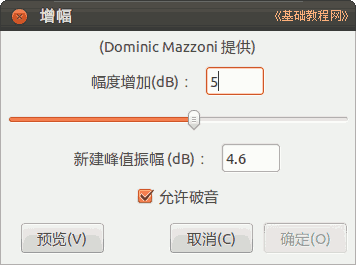 增幅
《基础教程网》
(Dominic Mazzoni 提供)
幅度增加(dB)： 5
新建峰值振幅 (dB)： 4.6
允许破音
预览(V) 取消(C) 确定(O)